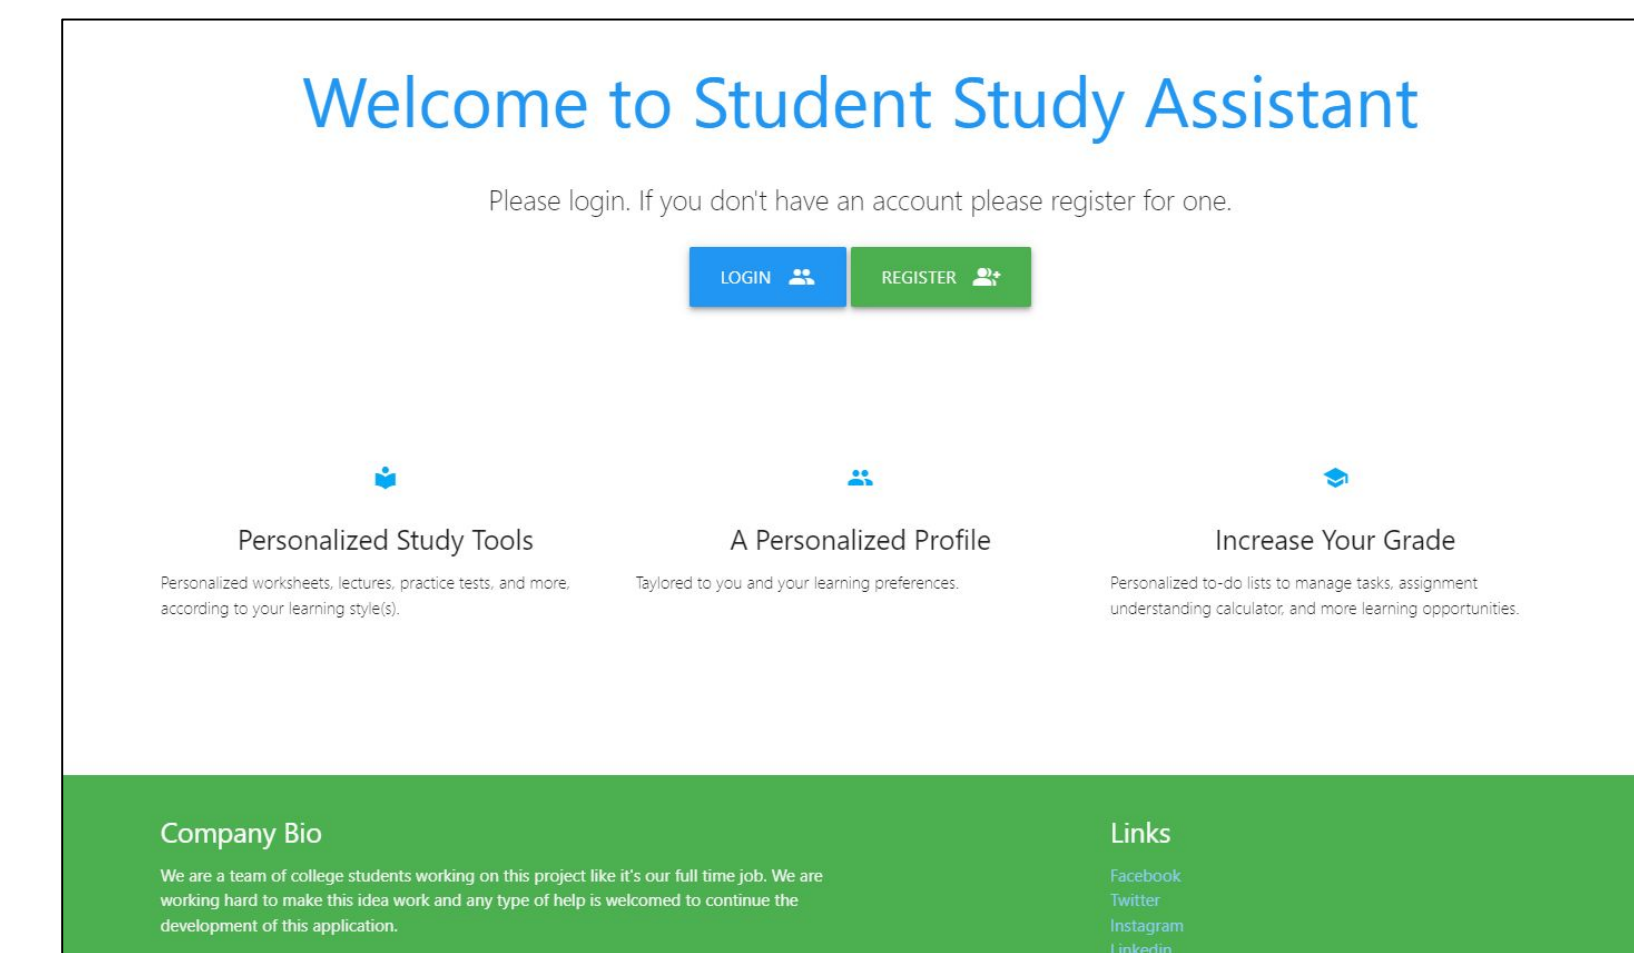 Welcome to Student Study Assistant
Please login. If you don't have an account please register for one.
LOGIN
REGISTER
Personalized Study Tools
Personalized worksheets, lectures, practice tests, and more,
according to your learning style(s).
A Personalized Profile
Taylored to you and your learning preferences.
Increase Your Grade
Personalized to-do lists to manage tasks, assignment
understanding calculator, and more learning opportunities.
Company Bio
We are a team of college students working on this project like it's our full time job. We are
working hard to make this idea work and any type of help is welcomed to continue the
development of this application.
Links
Facebook
Twitter
Instagram
Linkedin